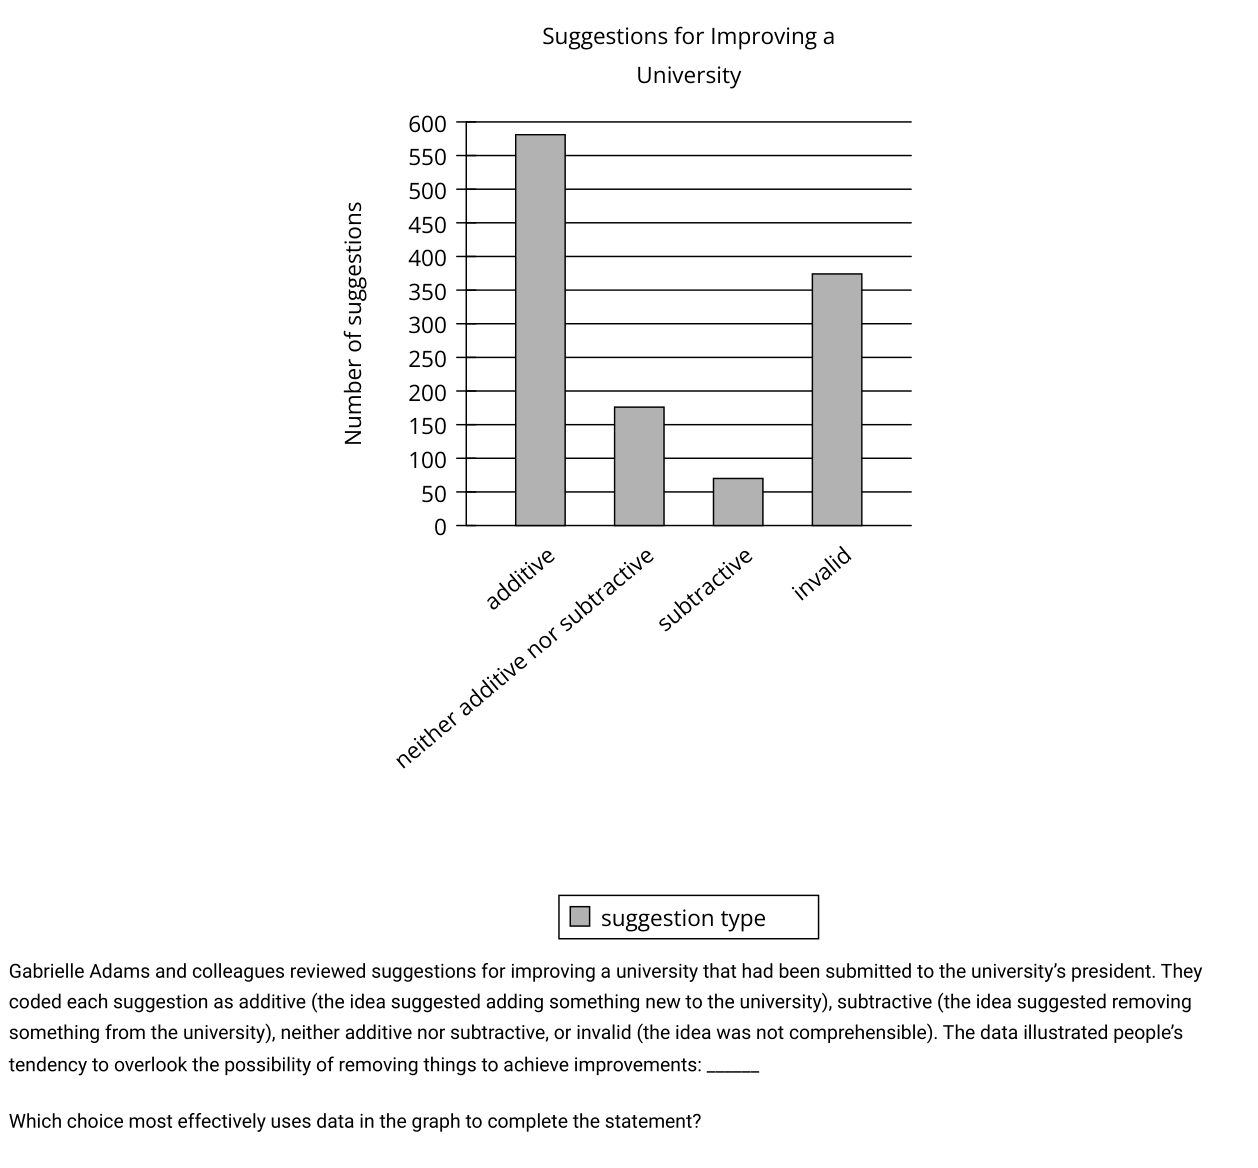 Suggestions for Improving a
University
Number of suggestions
600
550
500
450
400
350
300
250
200
150
100
50
0
additive
neither additive nor subtractive
subtractive
invalid
suggestion type
Gabrielle Adams and colleagues reviewed suggestions for improving a university that had been submitted to the university’s president. They
coded each suggestion as additive (the idea suggested adding something new to the university), subtractive (the idea suggested removing
something from the university), neither additive nor subtractive, or invalid (the idea was not comprehensible). The data illustrated people’s
tendency to overlook the possibility of removing things to achieve improvements: ______
Which choice most effectively uses data in the graph to complete the statement?